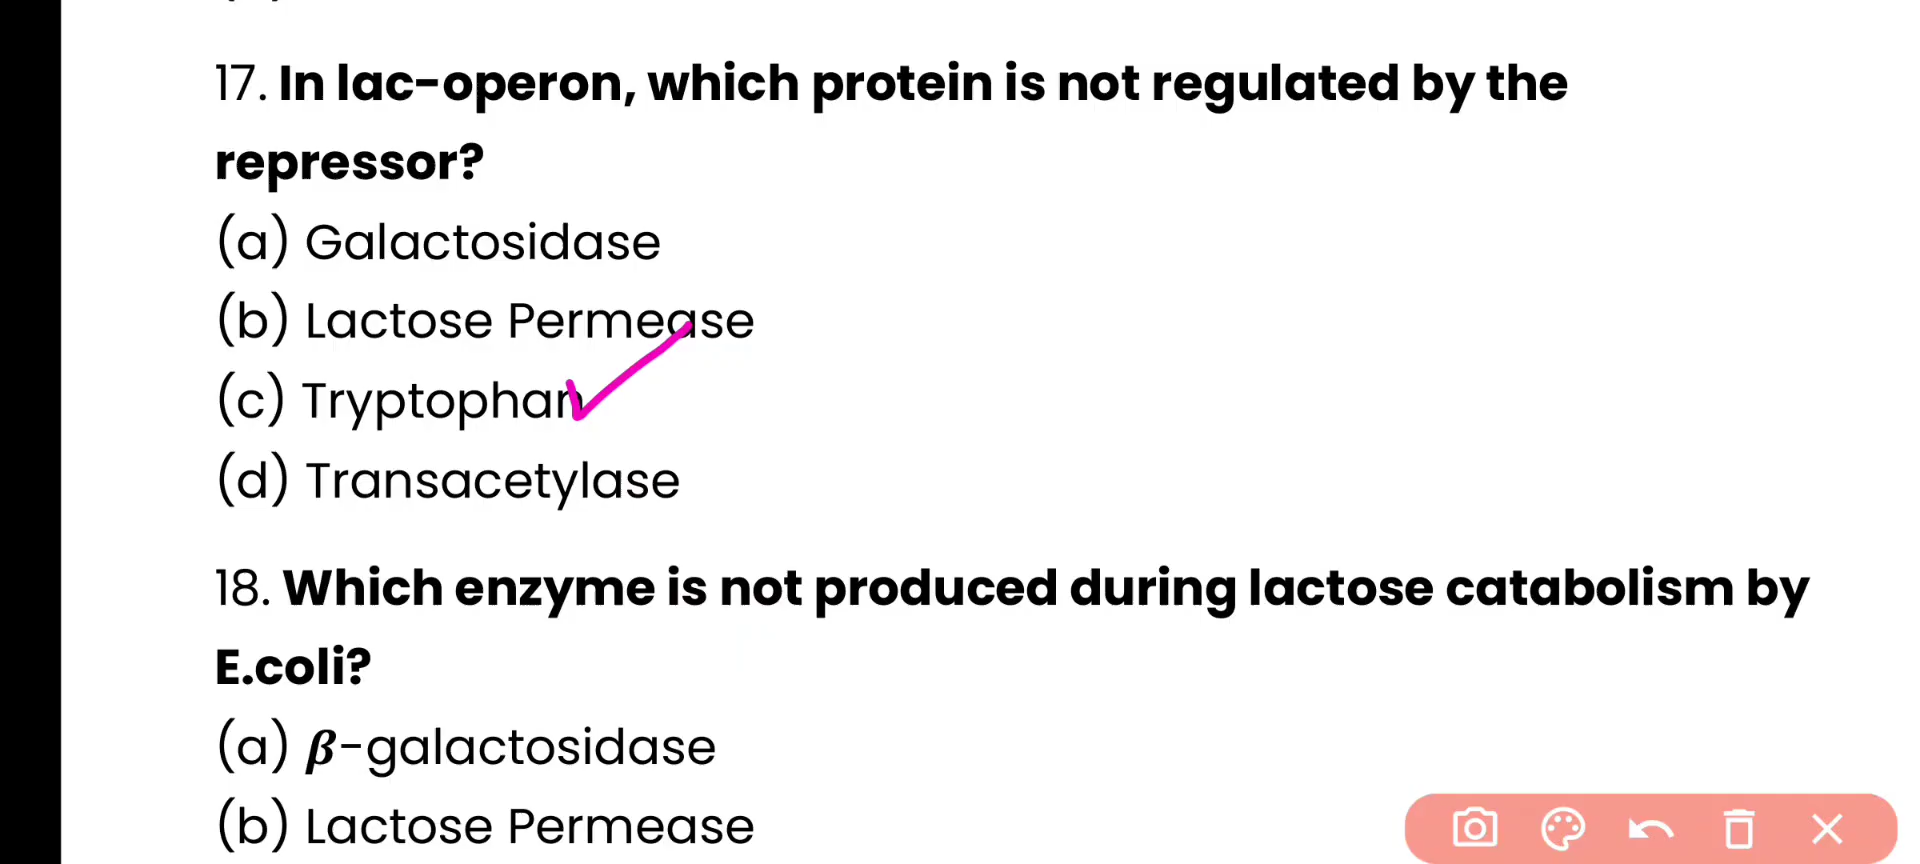 17. In lac-operon, which protein is not regulated by the
repressor?
(a) Galactosidase
(b) Lactose Permease
(c) Tryptophan
(d) Transacetylase
18. Which enzyme is not produced during lactose catabolism by
E.coli?
(a) β-galactosidase
(b) Lactose Permease